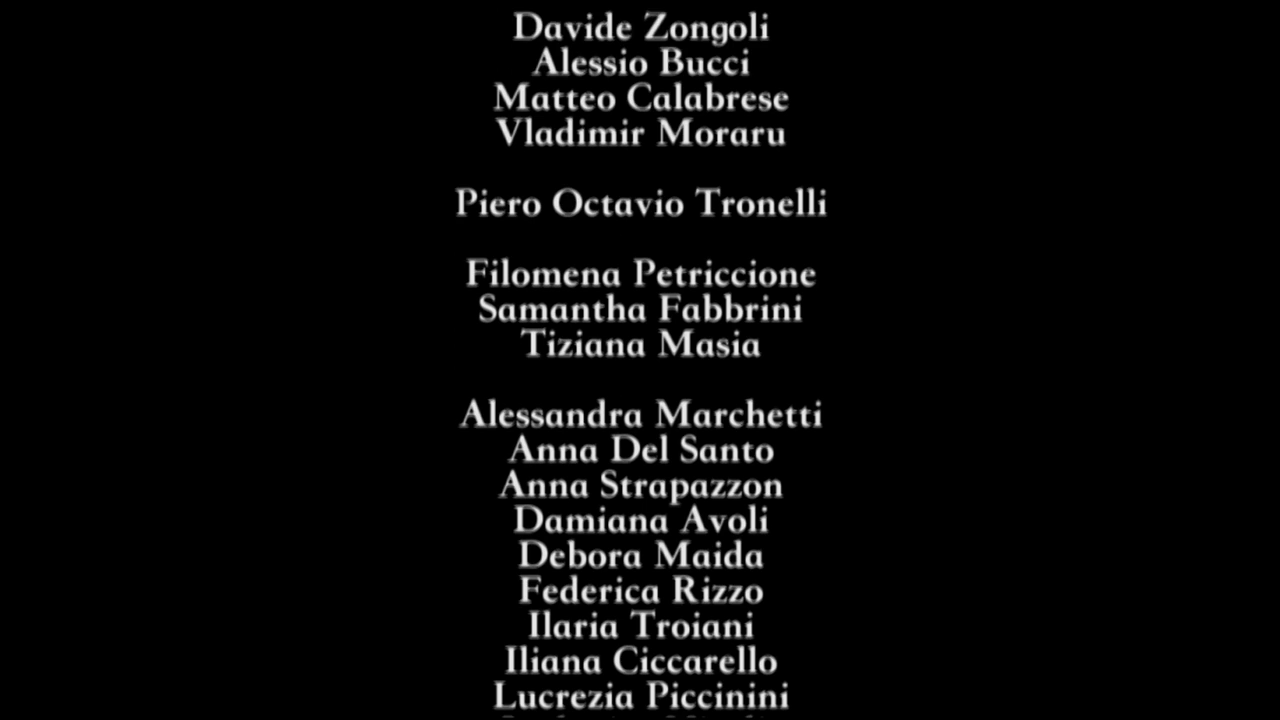 Davide Zongoli
Alessio Bucci
Matteo Calabrese
Vladimir Moraru
Piero Octavio Tronelli
Filomena Petriccione
Samantha Fabbrini
Tiziana Masia
Alessandra Marchetti
Anna Del Santo
Anna Strapazzon
Damiana Avoli
Debora Maida
Federica Rizzo
Ilaria Troiani
Iliana Ciccarello
Lucrezia Piccinini